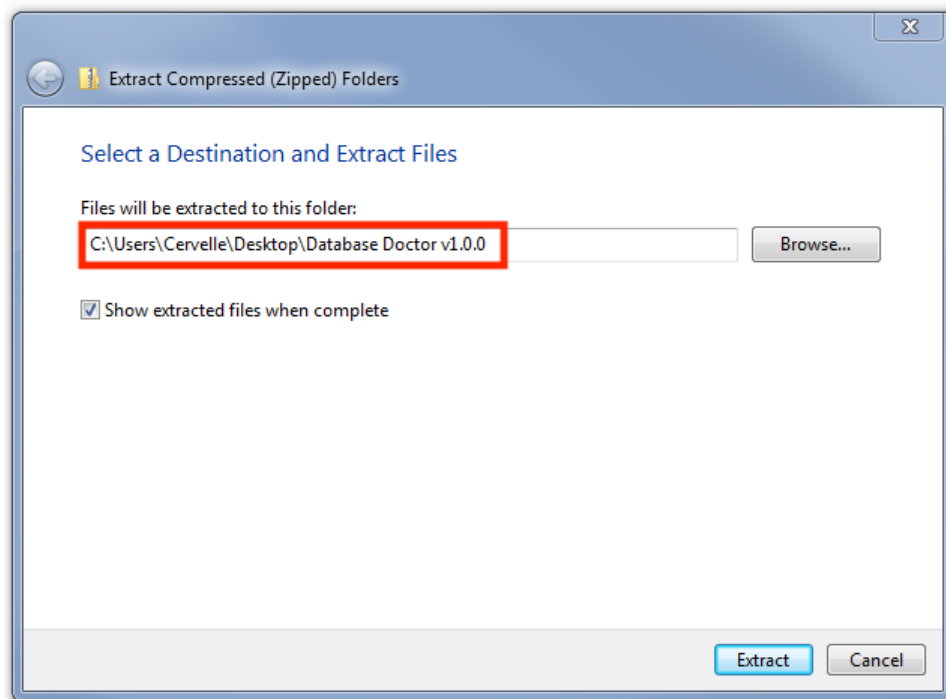 Extract Compressed (Zipped) Folders
Select a Destination and Extract Files
Files will be extracted to this folder:
C:\Users\Cervelle\Desktop\Database Doctor v1.0.0
Browse...
Show extracted files when complete
Extract
Cancel